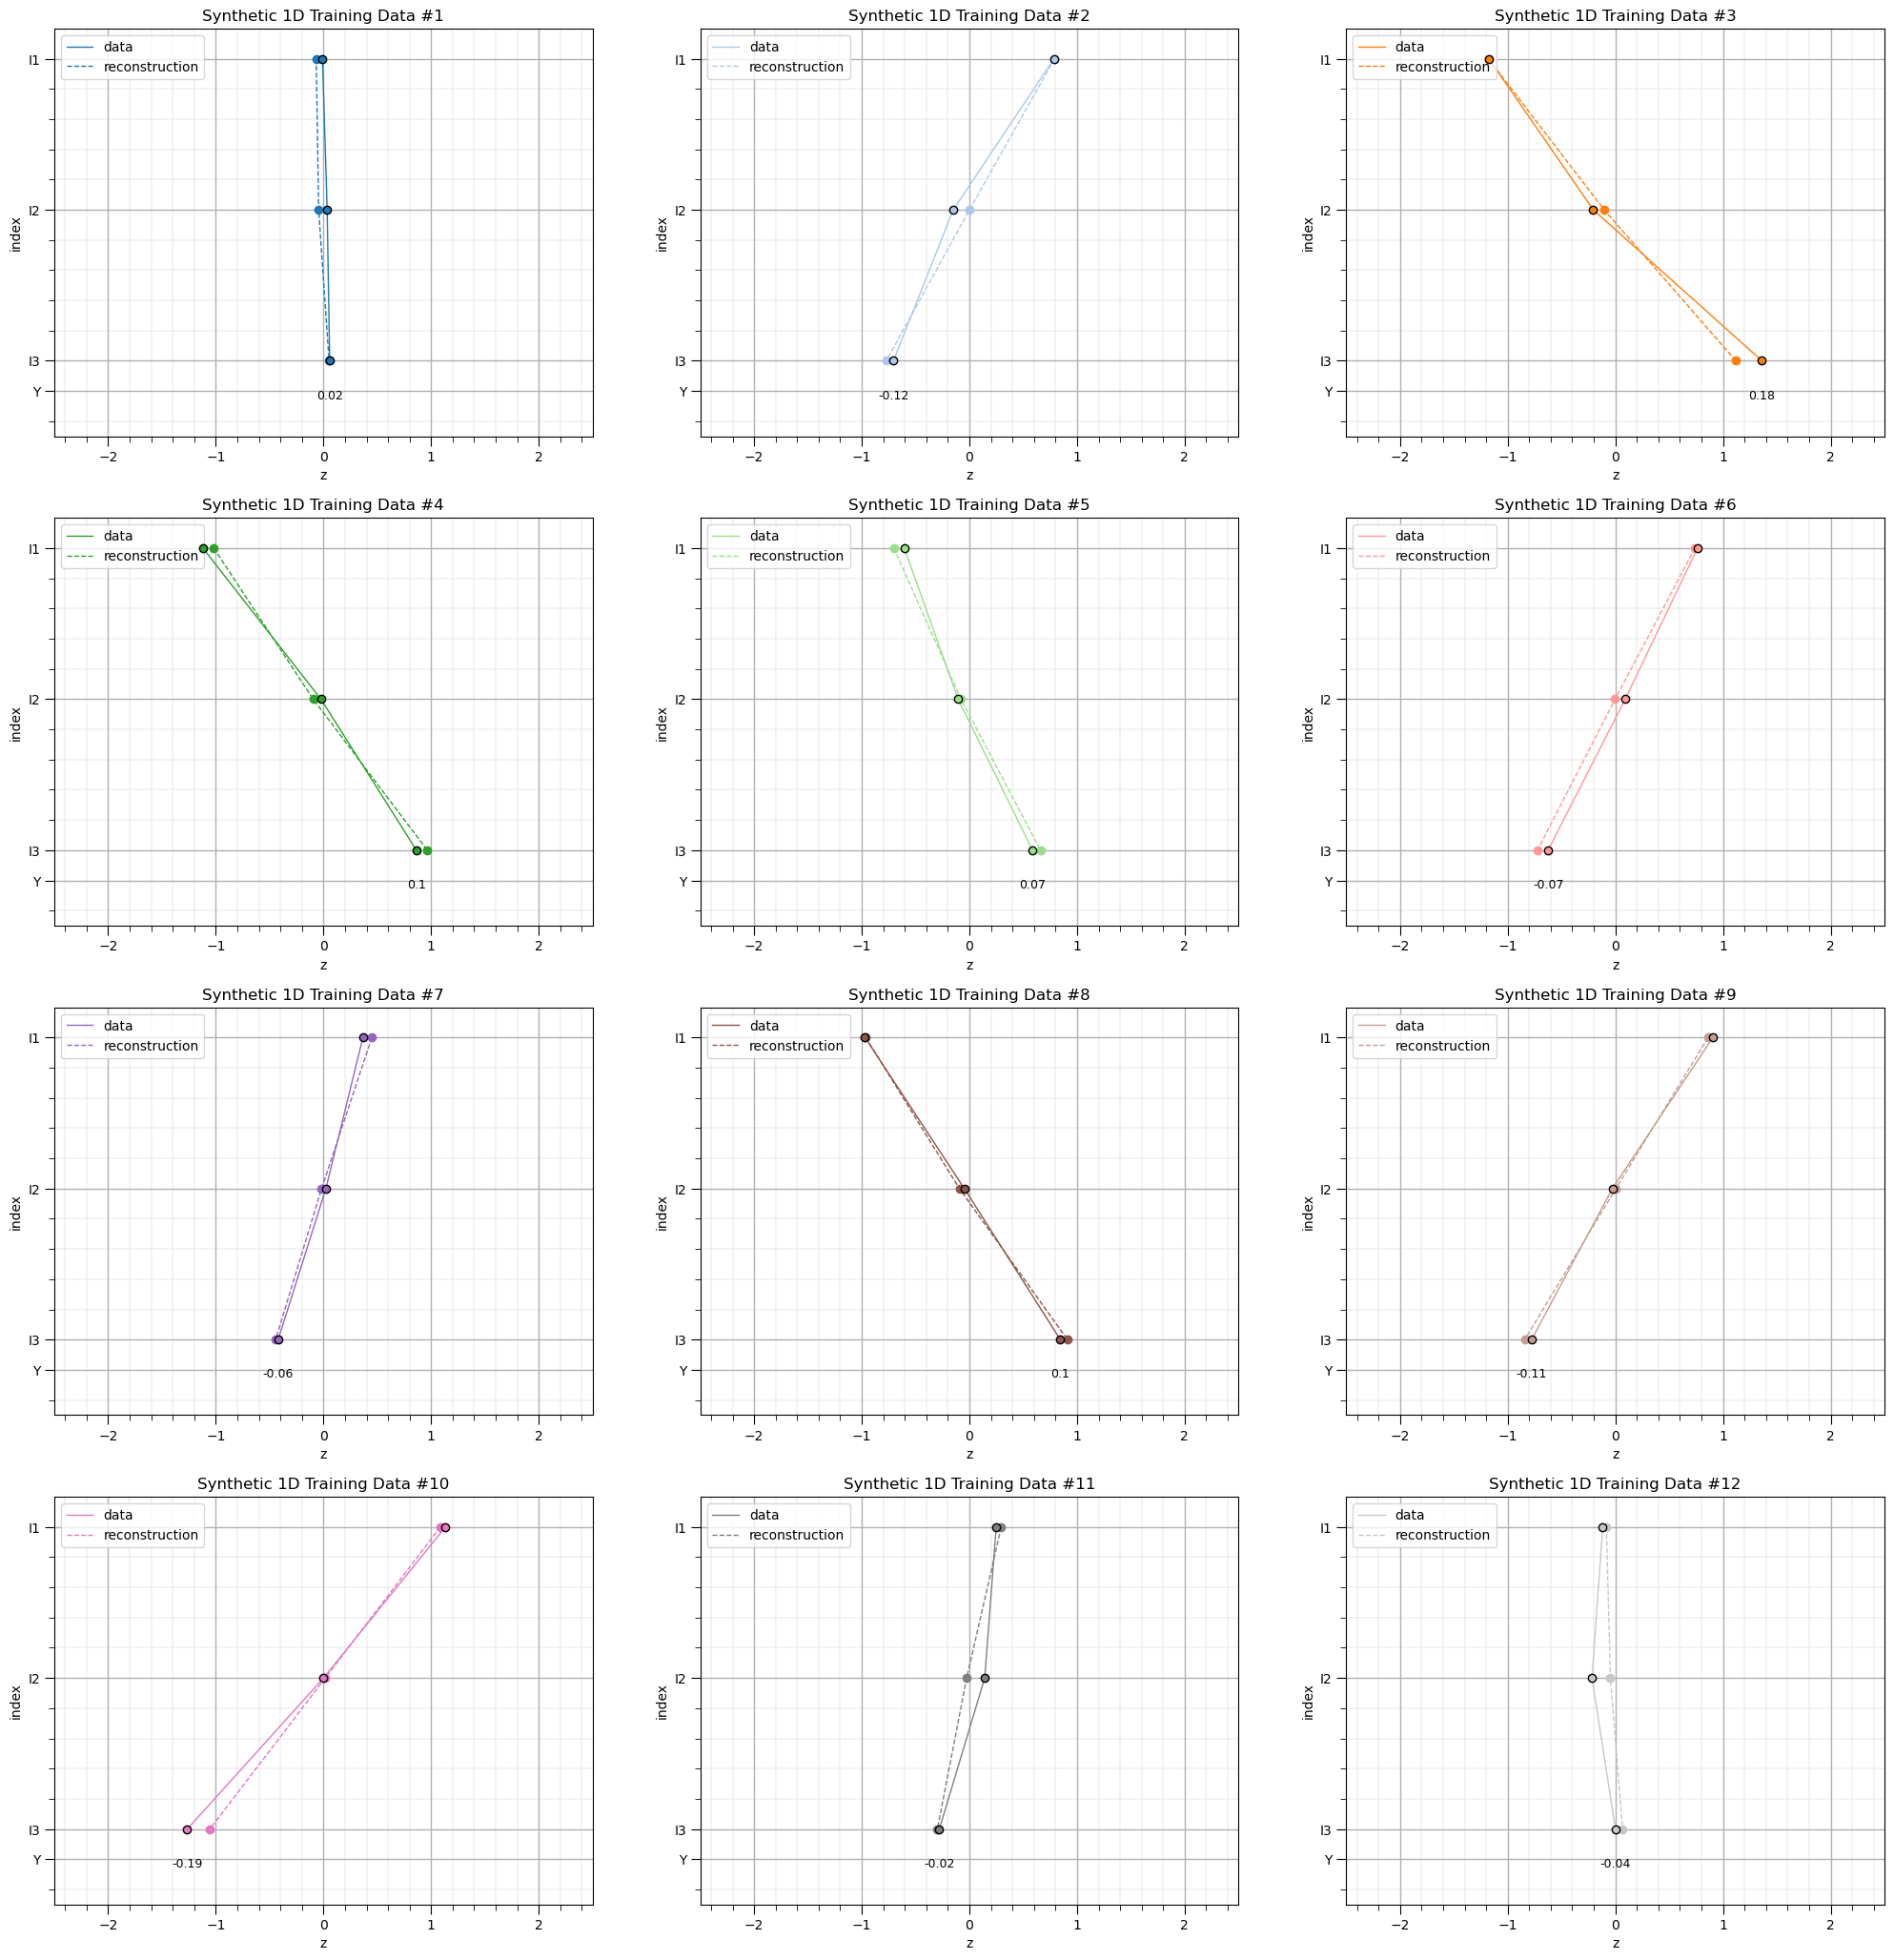 Synthetic 1D Training Data #1
data
reconstruction
I1
I2
I3
Y
index
0.02
−2 −1 0 1 2
z
Synthetic 1D Training Data #2
data
reconstruction
I1
I2
I3
Y
index
-0.12
−2 −1 0 1 2
z
Synthetic 1D Training Data #3
data
reconstruction
I1
I2
I3
Y
index
0.18
−2 −1 0 1 2
z
Synthetic 1D Training Data #4
data
reconstruction
I1
I2
I3
Y
index
0.1
−2 −1 0 1 2
z
Synthetic 1D Training Data #5
data
reconstruction
I1
I2
I3
Y
index
0.07
−2 −1 0 1 2
z
Synthetic 1D Training Data #6
data
reconstruction
I1
I2
I3
Y
index
-0.07
−2 −1 0 1 2
z
Synthetic 1D Training Data #7
data
reconstruction
I1
I2
I3
Y
index
-0.06
−2 −1 0 1 2
z
Synthetic 1D Training Data #8
data
reconstruction
I1
I2
I3
Y
index
0.1
−2 −1 0 1 2
z
Synthetic 1D Training Data #9
data
reconstruction
I1
I2
I3
Y
index
-0.11
−2 −1 0 1 2
z
Synthetic 1D Training Data #10
data
reconstruction
I1
I2
I3
Y
index
-0.19
−2 −1 0 1 2
z
Synthetic 1D Training Data #11
data
reconstruction
I1
I2
I3
Y
index
-0.02
−2 −1 0 1 2
z
Synthetic 1D Training Data #12
data
reconstruction
I1
I2
I3
Y
index
-0.04
−2 −1 0 1 2
z